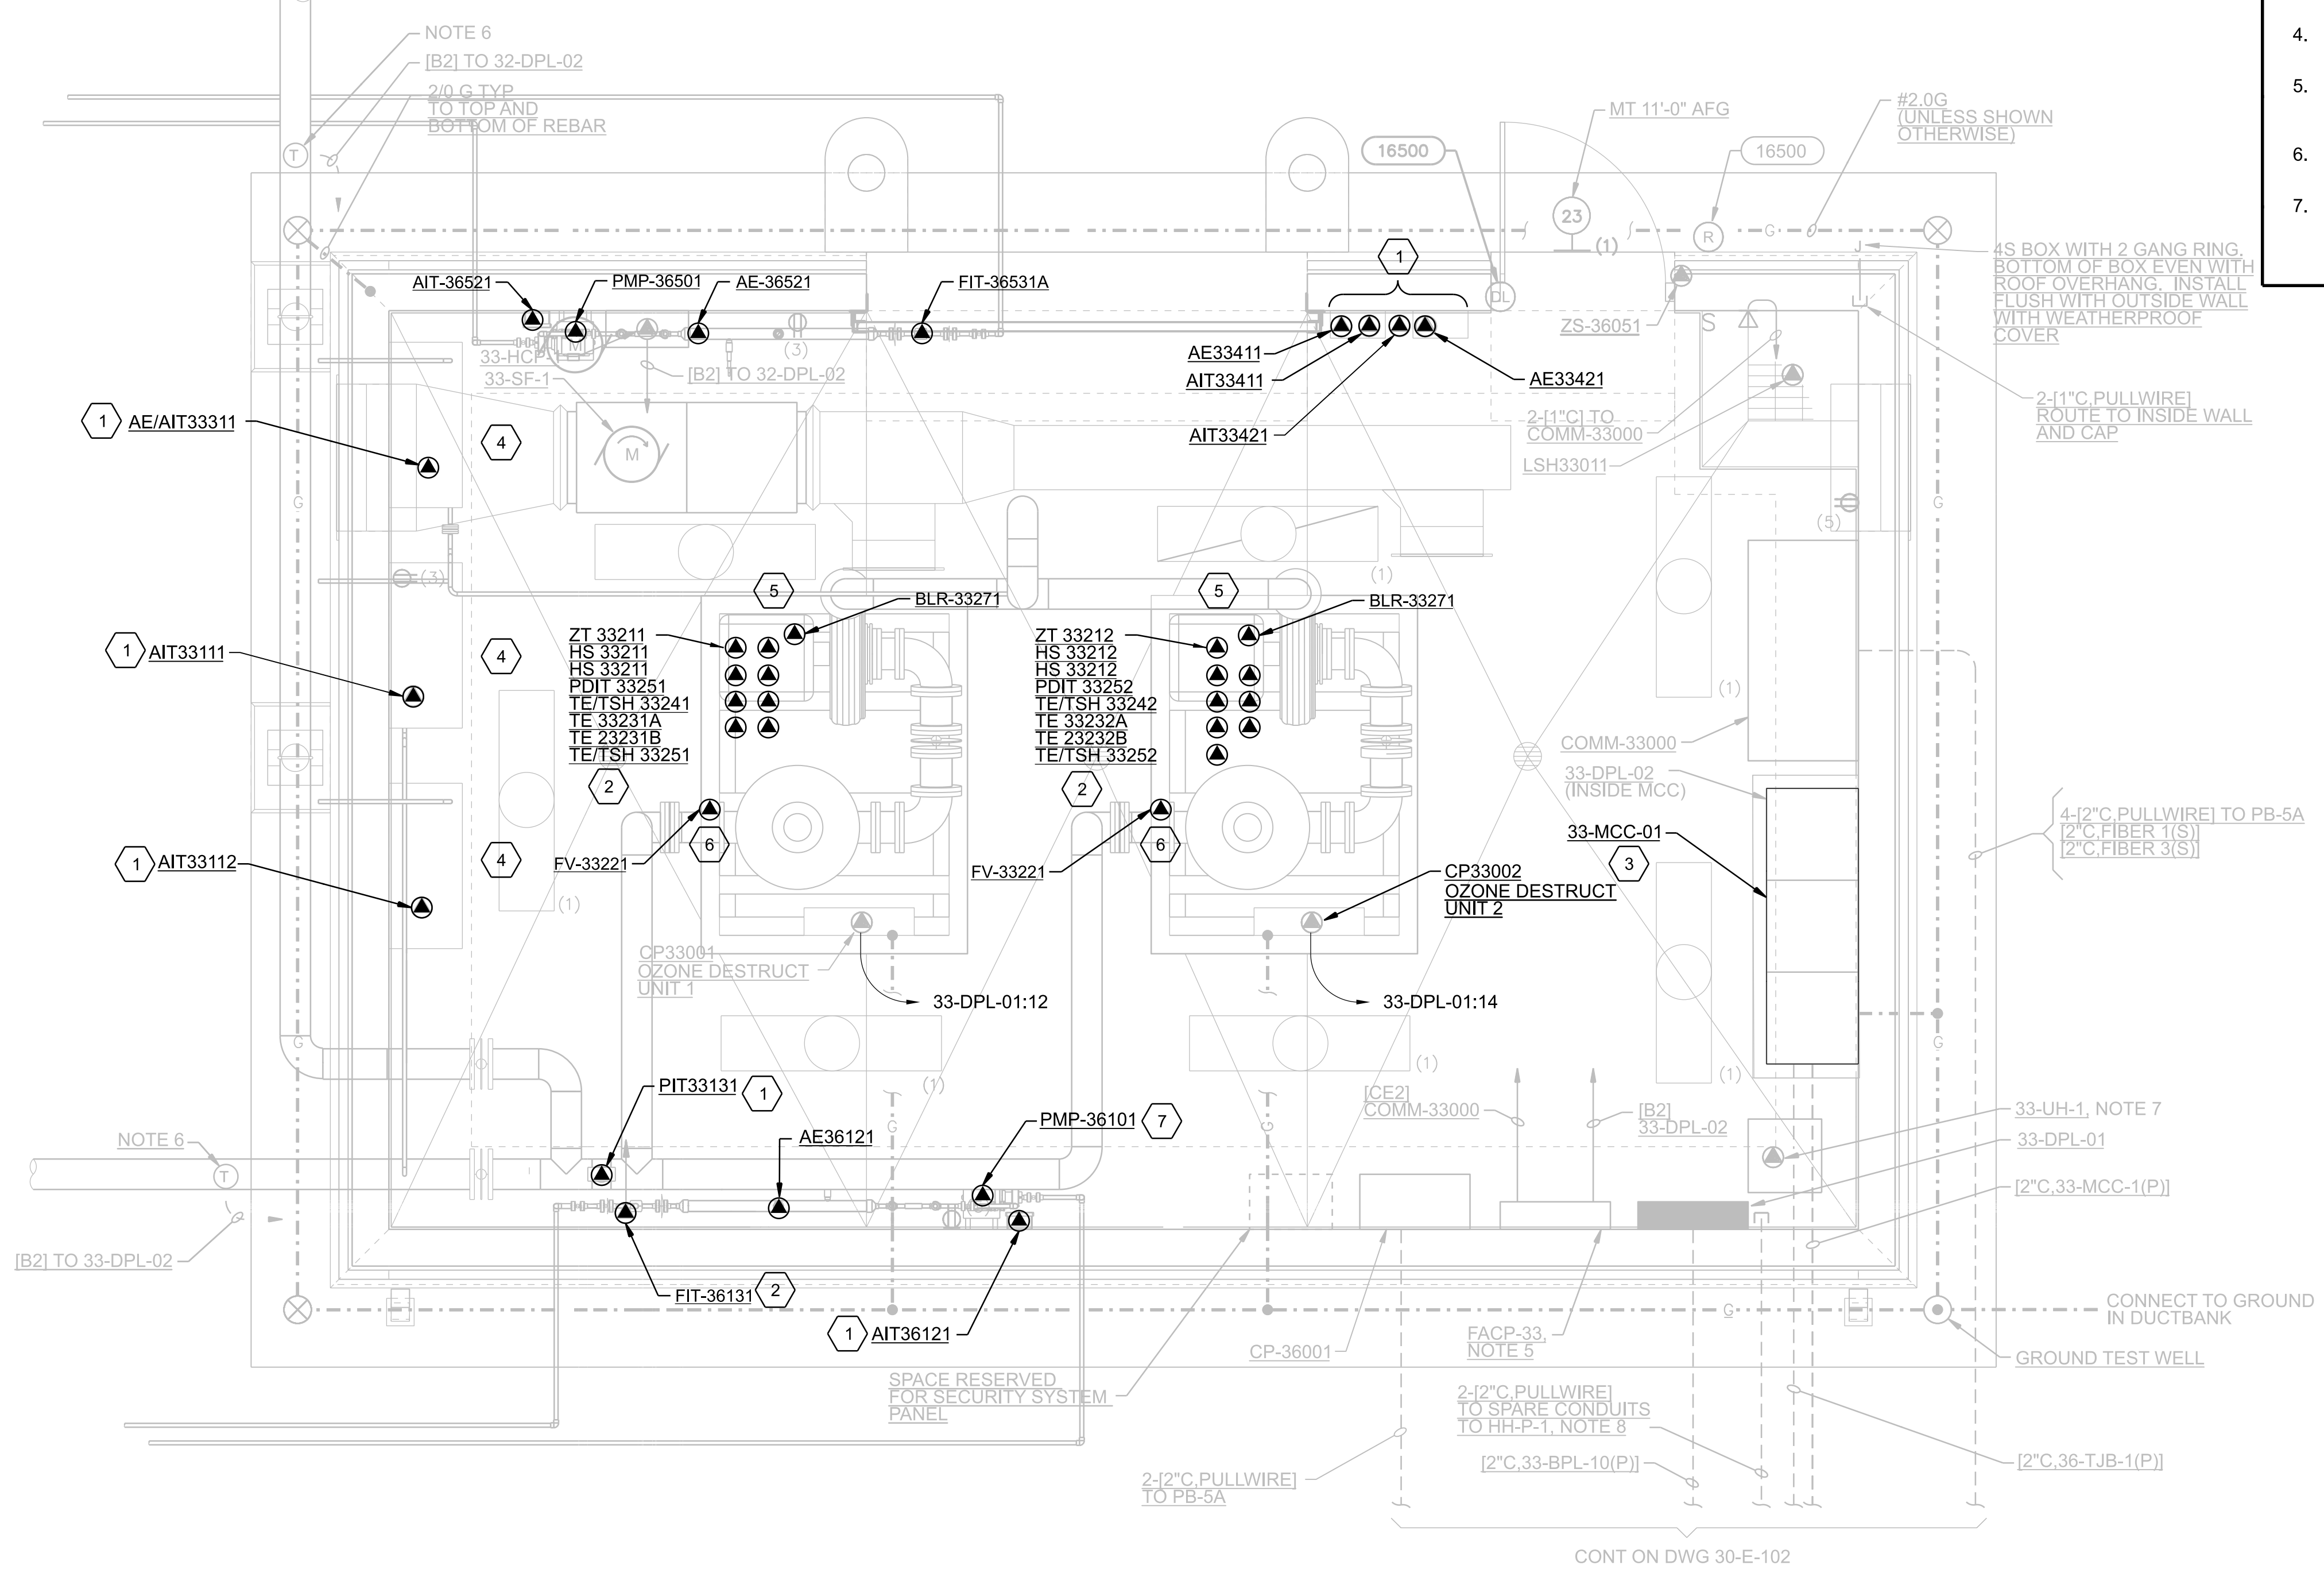 4.
5.
6.
7.
NOTE 6
[B2] TO 32-DPL-02
2/0 G TYP
TO TOP AND
BOTTOM OF REBAR
T
MT 11'-0" AFG
16500
16500
#2.0G
(UNLESS SHOWN
OTHERWISE)
23
(1)
R
G
1
DL
4S BOX WITH 2 GANG RING.
BOTTOM OF BOX EVEN WITH
ROOF OVERHANG. INSTALL
FLUSH WITH OUTSIDE WALL
WITH WEATHERPROOF
COVER
AIT-36521
PMP-36501
AE-36521
FIT-36531A
ZS-36051
S
33-HCP-
M
(3)
33-SF-1
[B2] TO 32-DPL-02
AE33411
AIT33411
AE33421
AIT33421
2-[1"C] TO
COMM-33000
LSH33011
2-[1"C,PULLWIRE]
ROUTE TO INSIDE WALL
AND CAP
1
AE/AIT33311
4
M
G
G
(5)
(3)
(1)
5
BLR-33271
5
BLR-33271
ZT 33211
HS 33211
HS 33211
PDIT 33251
TE/TSH 33241
TE 33231A
TE 23231B
TE/TSH 33251
ZT 33212
HS 33212
HS 33212
PDIT 33252
TE/TSH 33242
TE 33232A
TE 23232B
TE/TSH 33252
1
AIT33111
4
(1)
COMM-33000
33-DPL-02
(INSIDE MCC)
2
2
4-[2"C,PULLWIRE] TO PB-5A
[2"C,FIBER 1(S)]
[2"C,FIBER 3(S)]
33-MCC-01
3
6
6
1
AIT33112
4
FV-33221
FV-33221
(1)
CP33002
OZONE DESTRUCT
UNIT 2
CP33001
OZONE DESTRUCT
UNIT 1
33-DPL-01:12
33-DPL-01:14
G
G
(1)
(1)
(1)
PIT33131
1
[CE2]
COMM-33000
[B2]
33-DPL-02
33-UH-1, NOTE 7
33-DPL-01
PMP-36101
7
AE36121
G
G
NOTE 6
T
[2"C,33-MCC-1(P)]
[B2] TO 33-DPL-02
FIT-36131
2
1
AIT36121
G
CONNECT TO GROUND
IN DUCTBANK
CP-36001
FACP-33,
NOTE 5
GROUND TEST WELL
SPACE RESERVED
FOR SECURITY SYSTEM
PANEL
2-[2"C,PULLWIRE]
TO SPARE CONDUITS
TO HH-P-1, NOTE 8
[2"C,33-BPL-10(P)]
[2"C,36-TJB-1(P)]
2-[2"C,PULLWIRE]
TO PB-5A
CONT ON DWG 30-E-102